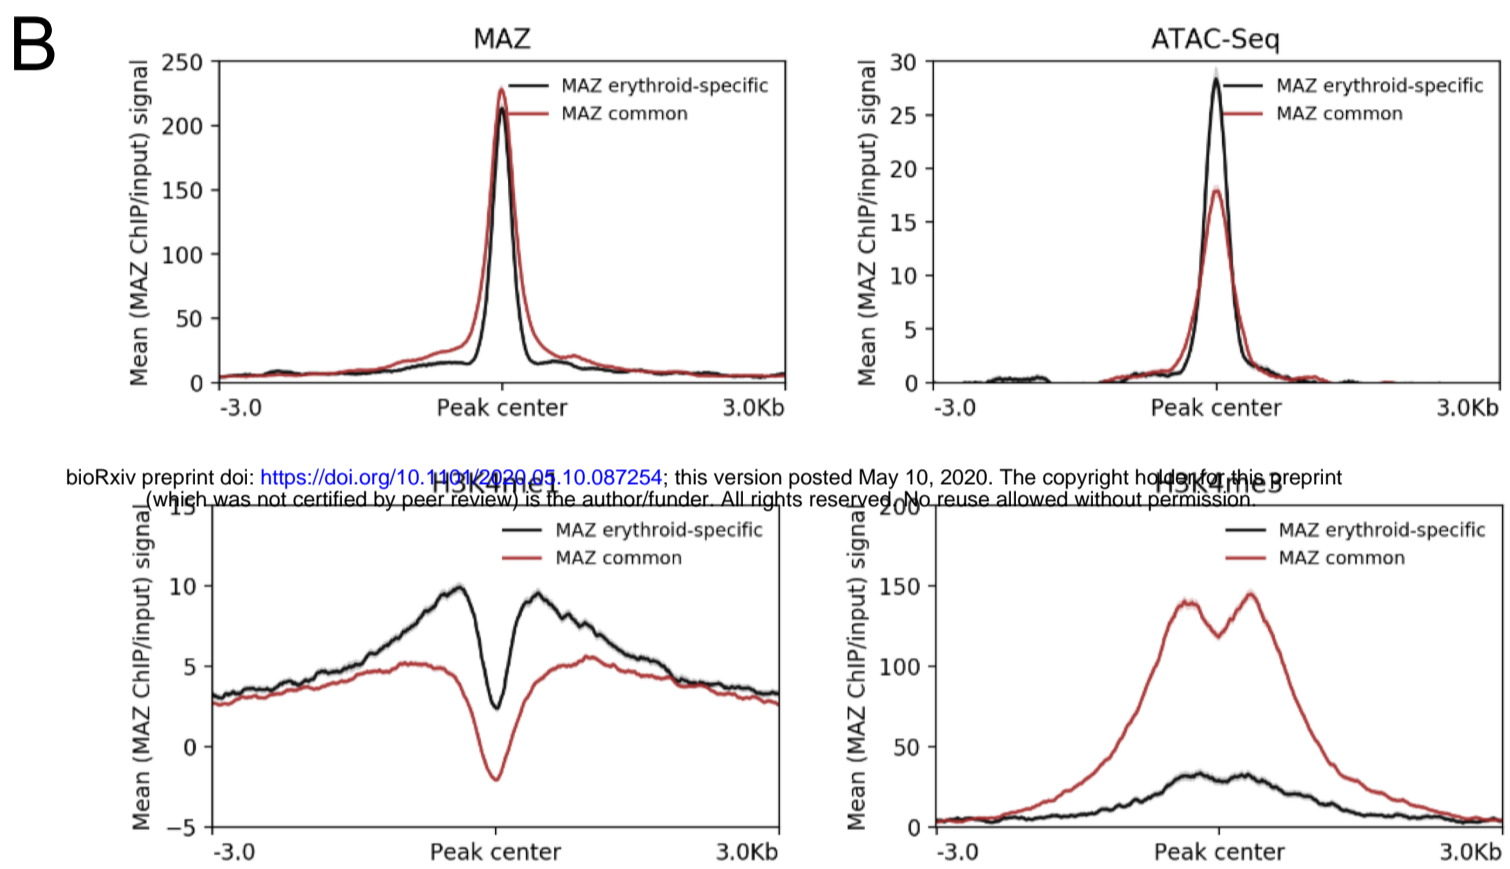 B
MAZ
ATAC-Seq
Mean (MAZ ChIP/input) signal
250
200
150
100
50
0
MAZ erythroid-specific
MAZ common
-3.0
Peak center
3.0Kb
Mean (MAZ ChIP/input) signal
30
25
20
15
10
5
0
MAZ erythroid-specific
MAZ common
-3.0
Peak center
3.0Kb
bioRxiv preprint doi: https://doi.org/10.1101/2020.05.10.087254; this version posted May 10, 2020. The copyright holder for this preprint
(which was not certified by peer review) is the author/funder. All rights reserved. No reuse allowed without permission.
H3K4me1
H3K4me3
Mean (MAZ ChIP/input) signal
15
10
5
0
−5
MAZ erythroid-specific
MAZ common
-3.0
Peak center
3.0Kb
Mean (MAZ ChIP/input) signal
200
150
100
50
0
MAZ erythroid-specific
MAZ common
-3.0
Peak center
3.0Kb